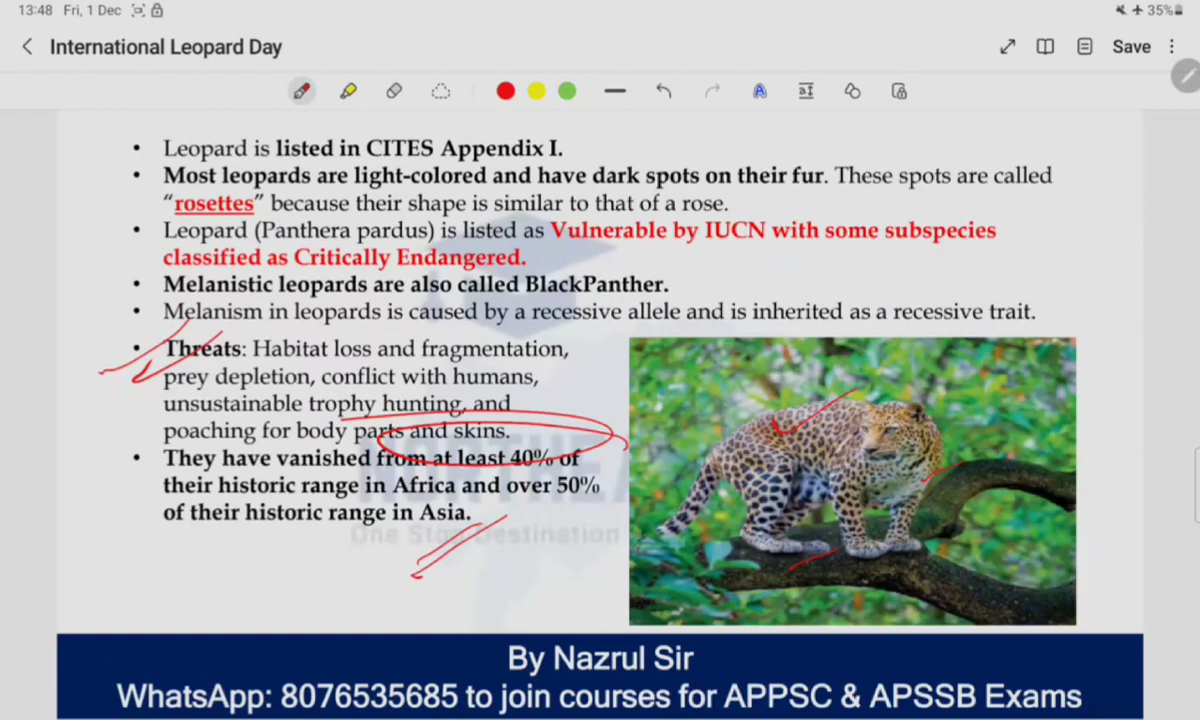 13:48 Fri, 1 Dec 35%
International Leopard Day Save
• Leopard is listed in CITES Appendix I.
• Most leopards are light-colored and have dark spots on their fur. These spots are called
“rosettes” because their shape is similar to that of a rose.
• Leopard (Panthera pardus) is listed as Vulnerable by IUCN with some subspecies
classified as Critically Endangered.
• Melanistic leopards are also called BlackPanther.
• Melanism in leopards is caused by a recessive allele and is inherited as a recessive trait.
• Threats: Habitat loss and fragmentation,
prey depletion, conflict with humans,
unsustainable trophy hunting, and
poaching for body parts and skins.
• They have vanished from at least 40% of
their historic range in Africa and over 50%
of their historic range in Asia.
One Stop Destination
By Nazrul Sir
WhatsApp: 8076535685 to join courses for APPSC & APSSB Exams